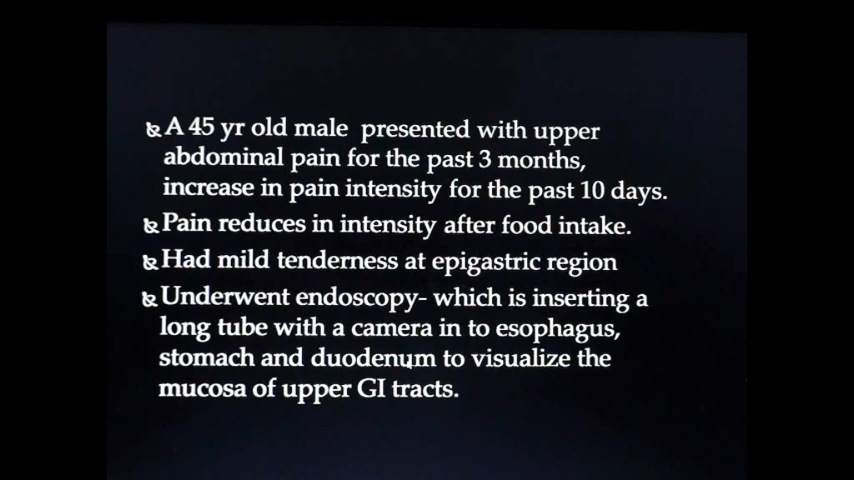 A 45 yr old male presented with upper
abdominal pain for the past 3 months,
increase in pain intensity for the past 10 days.
Pain reduces in intensity after food intake.
Had mild tenderness at epigastric region
Underwent endoscopy- which is inserting a
long tube with a camera in to esophagus,
stomach and duodenum to visualize the
mucosa of upper GI tracts.